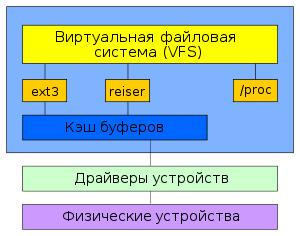 Виртуальная файловая
система (VFS)
ext3
reiser
/proc
Кэш буферов
Драйверы устройств
Физические устройства